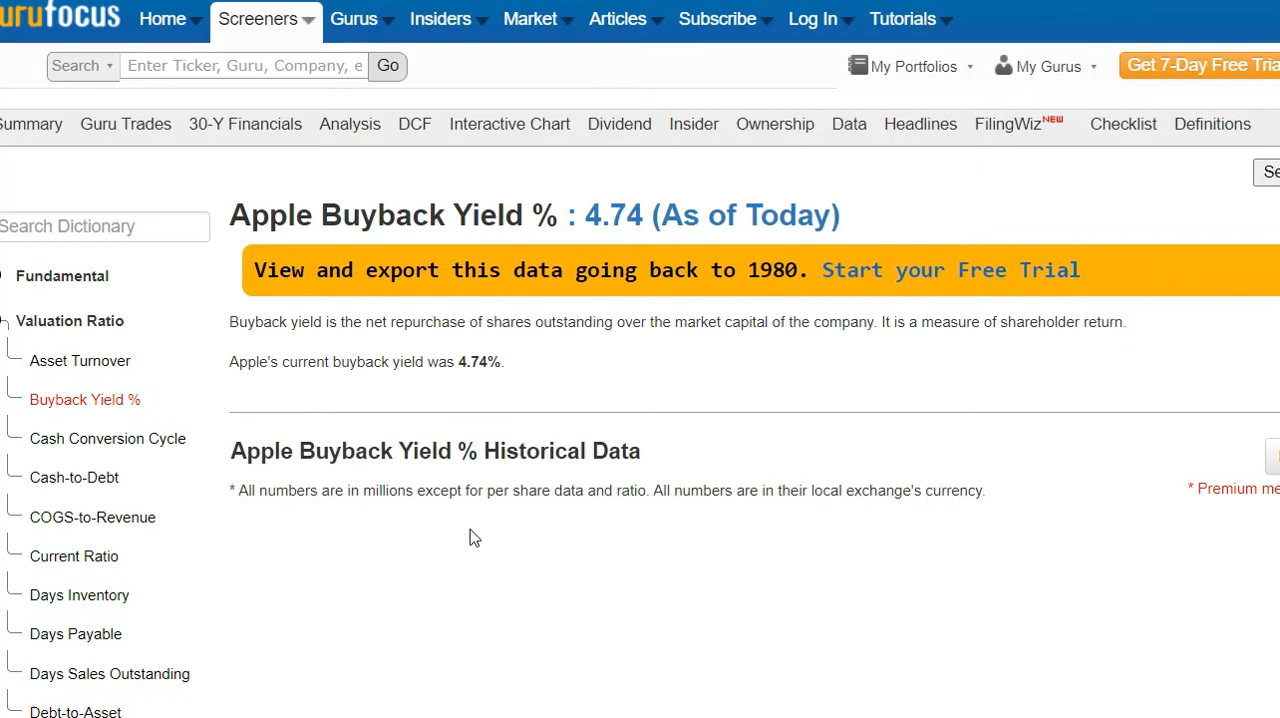 urufocus Home Screeners Gurus Insiders Market Articles Subscribe Log In Tutorials
Search Enter Ticker, Guru, Company, e Go My Portfolios My Gurus Get 7-Day Free Tria
Summary Guru Trades 30-Y Financials Analysis DCF Interactive Chart Dividend Insider Ownership Data Headlines FilingWiz NEW Checklist Definitions
Se
Apple Buyback Yield % : 4.74 (As of Today)
Search Dictionary
View and export this data going back to 1980. Start your Free Trial
Fundamental
Buyback yield is the net repurchase of shares outstanding over the market capital of the company. It is a measure of shareholder return.
Valuation Ratio
Apple's current buyback yield was 4.74%.
Asset Turnover
Buyback Yield %
Cash Conversion Cycle
Apple Buyback Yield % Historical Data
Cash-to-Debt
* All numbers are in millions except for per share data and ratio. All numbers are in their local exchange's currency.
* Premium me
COGS-to-Revenue
Current Ratio
Days Inventory
Days Payable
Days Sales Outstanding
Debt-to-Asset